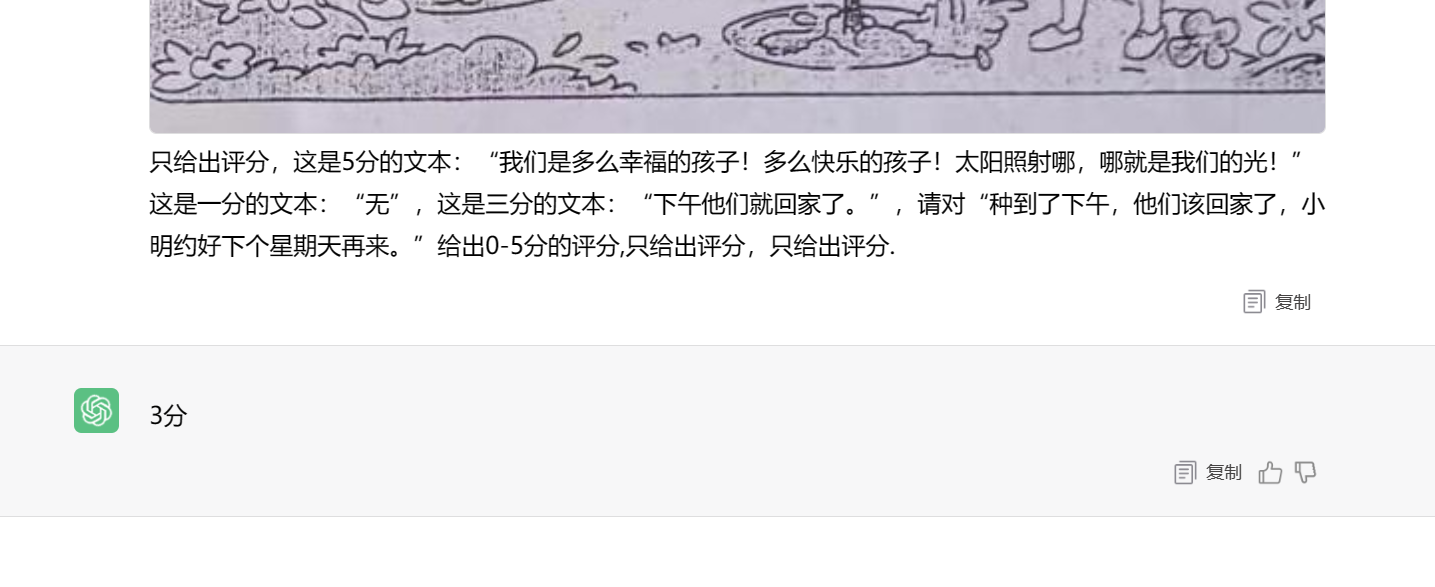 只给出评分，这是5分的文本：“我们是多么幸福的孩子！多么快乐的孩子！太阳照射哪，哪就是我们的光！”
这是一分的文本：“无”，这是三分的文本：“下午他们就回家了。”，请对“种到了下午，他们该回家了，小
明约好下个星期天再来。”给出0-5分的评分,只给出评分，只给出评分.
复制
3分
复制